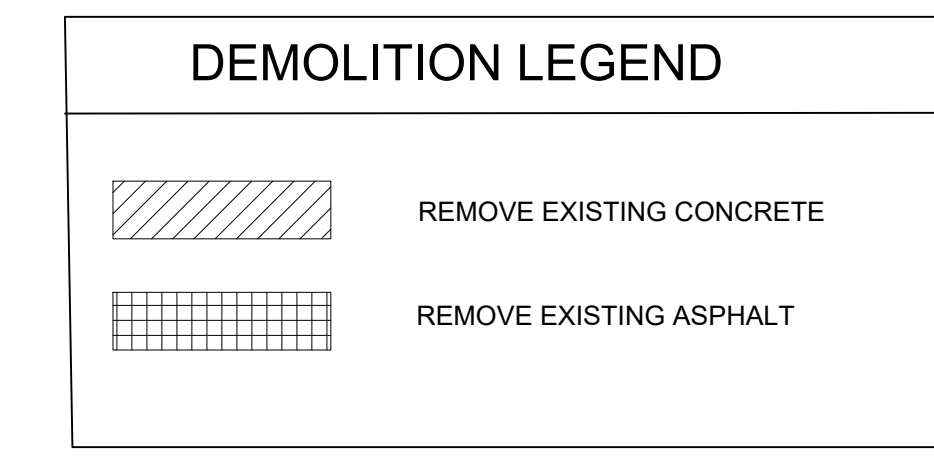 DEMOLITION LEGEND
REMOVE EXISTING CONCRETE
REMOVE EXISTING ASPHALT